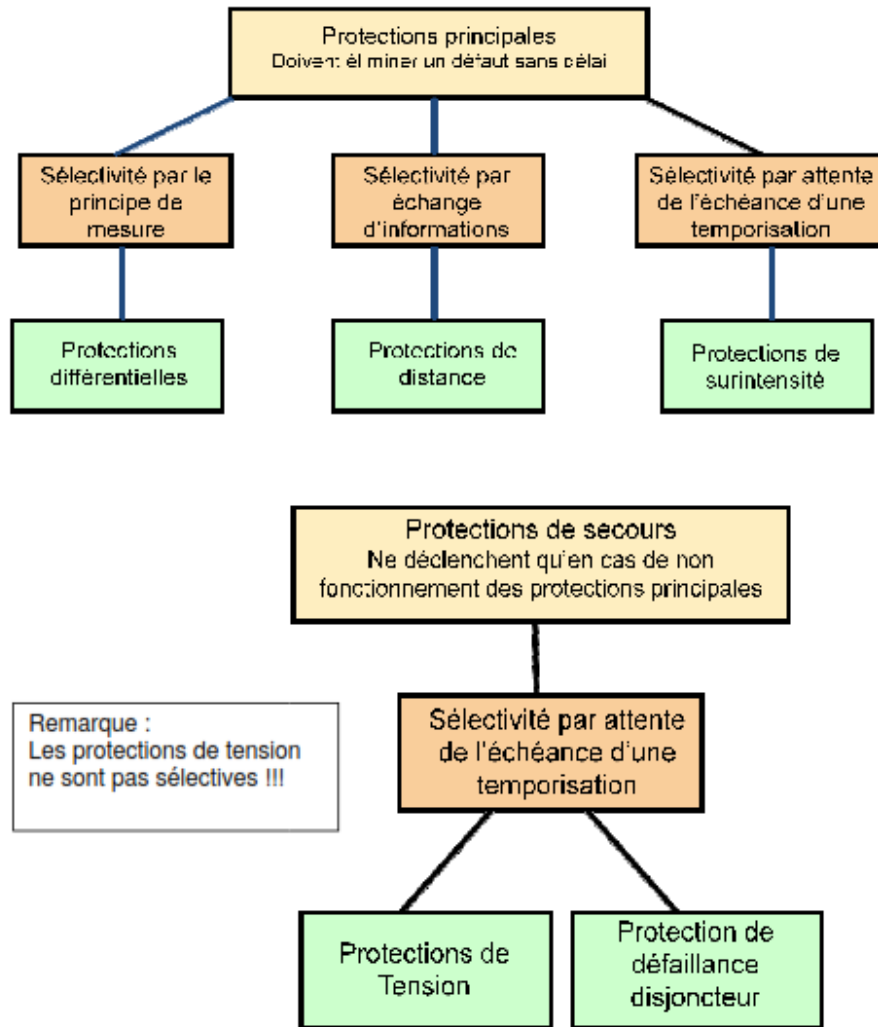 Protections principales
Doivent éliminer un défaut sans délai
Sélectivité par le
principe de
mesure
Sélectivité par
échange
d'informations
Sélectivité par attente
de l'échéance d'une
temporisation
Protections
différentielles
Protections de
distance
Protections de
surintensité
Protections de secours
Ne déclenchent qu'en cas de non
fonctionnement des protections principales
Remarque :
Les protections de tension
ne sont pas sélectives !!!
Sélectivité par attente
de l'échéance d'une
temporisation
Protections de
Tension
Protection de
défaillance
disjoncteur